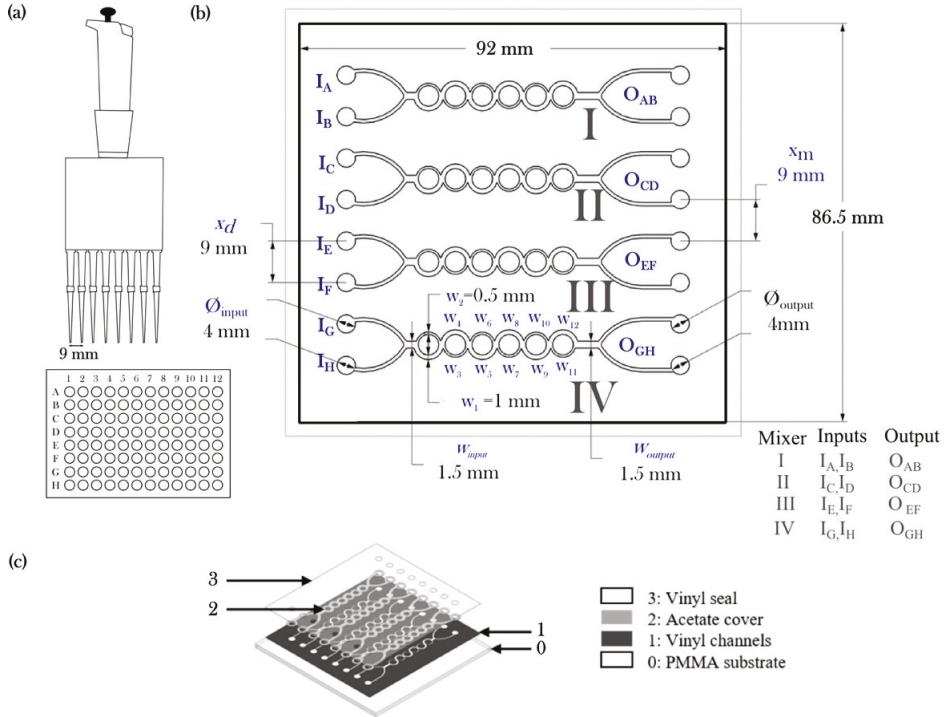 (a)
9 mm
1 2 3 4 5 6 7 8 9 10 11 12
A
B
C
D
E
F
G
H
(b)
92 mm
86.5 mm
I_A
I_B
O_AB
I
I_C
I_D
O_CD
II
x_m
9 mm
x_d
9 mm
I_E
I_F
O_EF
III
Ø_input
4 mm
I_G
I_H
w_2=0.5 mm
w_4 w_6 w_8 w_10 w_12
w_3 w_5 w_7 w_9 w_11
w_1=1 mm
O_GH
IV
Ø_output
4mm
w_input
1.5 mm
w_output
1.5 mm
Mixer Inputs Output
I I_A,I_B O_AB
II I_C,I_D O_CD
III I_E,I_F O_EF
IV I_G,I_H O_GH
(c)
3
2
1
0
3: Vinyl seal
2: Acetate cover
1: Vinyl channels
0: PMMA substrate